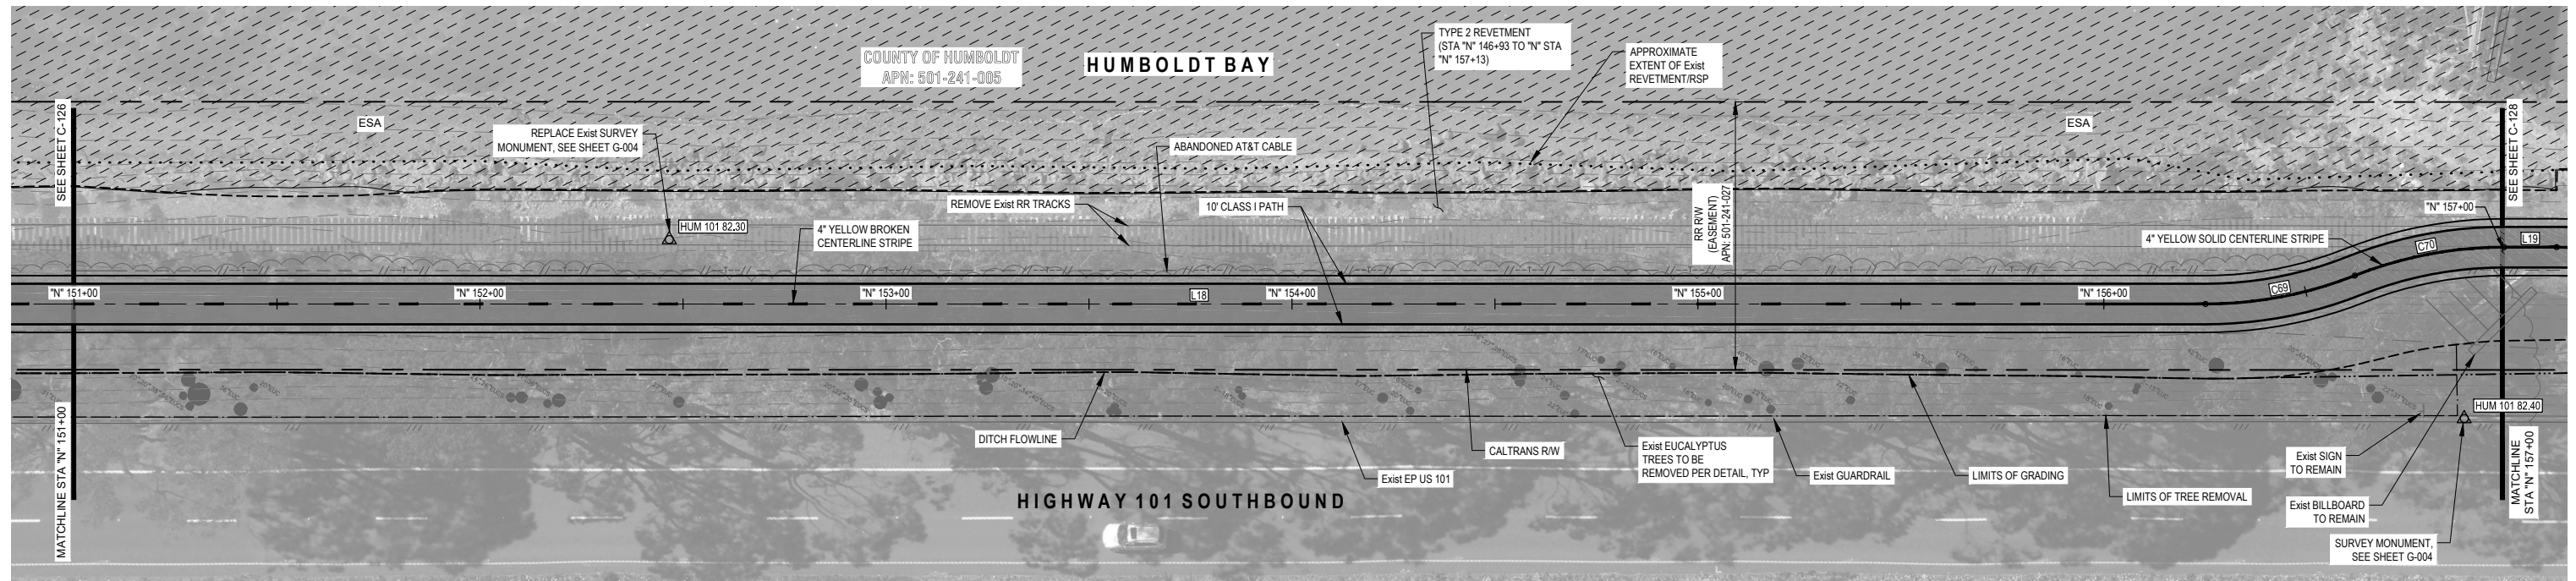 TYPE 2 REVETMENT
(STA "N" 146+93 TO "N" STA
"N" 157+13)
APPROXIMATE
EXTENT OF Exist
REVETMENT/RSP
COUNTY OF HUMBOLDT
APN: 501-241-005
HUMBOLDT BAY
SEE SHEET C-126
ESA
REPLACE Exist SURVEY
MONUMENT, SEE SHEET G-004
ABANDONED AT&T CABLE
ESA
SEE SHEET C-128
REMOVE Exist RR TRACKS
10' CLASS I PATH
RR R/W
(EASEMENT)
APN: 501-241-027
"N" 157+00
HUM 101 82.30
4" YELLOW BROKEN
CENTERLINE STRIPE
4" YELLOW SOLID CENTERLINE STRIPE
C70
L19
"N" 151+00
"N" 152+00
"N" 153+00
L18
"N" 154+00
"N" 155+00
"N" 156+00
C69
HUM 101 82.40
MATCHLINE STA "N" 151+00
DITCH FLOWLINE
CALTRANS R/W
Exist EP US 101
Exist EUCALYPTUS
TREES TO BE
REMOVED PER DETAIL, TYP
Exist GUARDRAIL
LIMITS OF GRADING
LIMITS OF TREE REMOVAL
Exist SIGN
TO REMAIN
Exist BILLBOARD
TO REMAIN
SURVEY MONUMENT,
SEE SHEET G-004
MATCHLINE
STA "N" 157+00
HIGHWAY 101 SOUTHBOUND